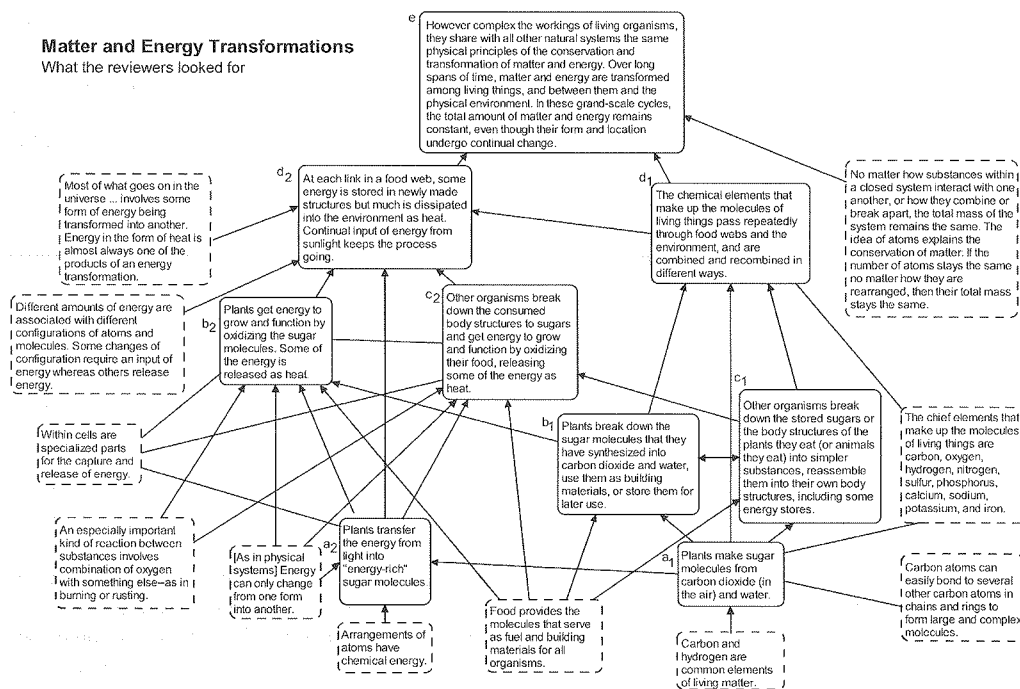 Matter and Energy Transformations
What the reviewers looked for
e
However complex the workings of living organisms,
they share with all other natural systems the same
physical principles of the conservation and
transformation of matter and energy. Over long
spans of time, matter and energy are transformed
among living things, and between them and the
physical environment. In these grand-scale cycles,
the total amount of matter and energy remains
constant, even though their form and location
undergo continual change.
Most of what goes on in the
universe ... involves some
form of energy being
transformed into another.
Energy in the form of heat is
almost always one of the
products of an energy
transformation.
d2
At each link in a food web, some
energy is stored in newly made
structures but much is dissipated
into the environment as heat.
Continual input of energy from
sunlight keeps the process
going.
d1
The chemical elements that
make up the molecules of
living things pass repeatedly
through food webs and the
environment, and are
combined and recombined in
different ways.
No matter how substances within
a closed system interact with one
another, or how they combine or
break apart, the total mass of the
system remains the same. The
idea of atoms explains the
conservation of matter: If the
number of atoms stays the same
no matter how they are
rearranged, then their total mass
stays the same.
Different amounts of energy are
associated with different
configurations of atoms and
molecules. Some changes of
configuration require an input of
energy whereas others release
energy.
b2
Plants get energy to
grow and function by
oxidizing the sugar
molecules. Some of
the energy is
released as heat.
c2
Other organisms break
down the consumed
body structures to sugars
and get energy to grow
and function by oxidizing
their food, releasing
some of the energy as
heat.
b1
Plants break down the
sugar molecules that they
have synthesized into
carbon dioxide and water,
use them as building
materials, or store them for
later use.
c1
Other organisms break
down the stored sugars or
the body structures of the
plants they eat (or animals
they eat) into simpler
substances, reassemble
them into their own body
structures, including some
energy stores.
The chief elements that
make up the molecules
of living things are
carbon, oxygen,
hydrogen, nitrogen,
sulfur, phosphorus,
calcium, sodium,
potassium, and iron.
Within cells are
specialized parts
for the capture and
release of energy.
An especially important
kind of reaction between
substances involves
combination of oxygen
with something else--as in
burning or rusting.
[As in physical
systems] Energy
can only change
from one form
into another.
a2
Plants transfer
the energy from
light into
"energy-rich"
sugar molecules.
Arrangements of
atoms have
chemical energy.
Food provides the
molecules that serve
as fuel and building
materials for all
organisms.
a1
Plants make sugar
molecules from
carbon dioxide (in
the air) and water.
Carbon and
hydrogen are
common elements
of living matter.
Carbon atoms can
easily bond to several
other carbon atoms in
chains and rings to
form large and complex
molecules.